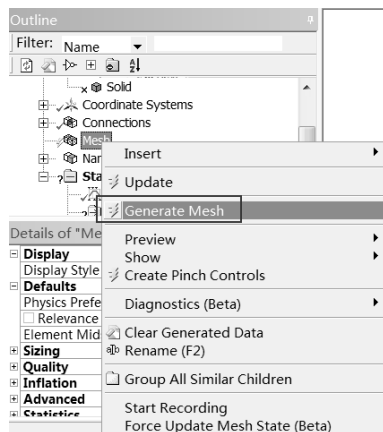 Outline
Filter: Name
Solid
Coordinate Systems
Connections
Mesh
Insert
Update
Generate Mesh
Details of "Me
Preview
Display
Show
Display Style
Create Pinch Controls
Defaults
Physics Prefe
Diagnostics (Beta)
Relevance
Element Mid
Clear Generated Data
Sizing
Rename (F2)
Quality
Inflation
Group All Similar Children
Advanced
Statistics
Start Recording
Force Update Mesh State (Beta)